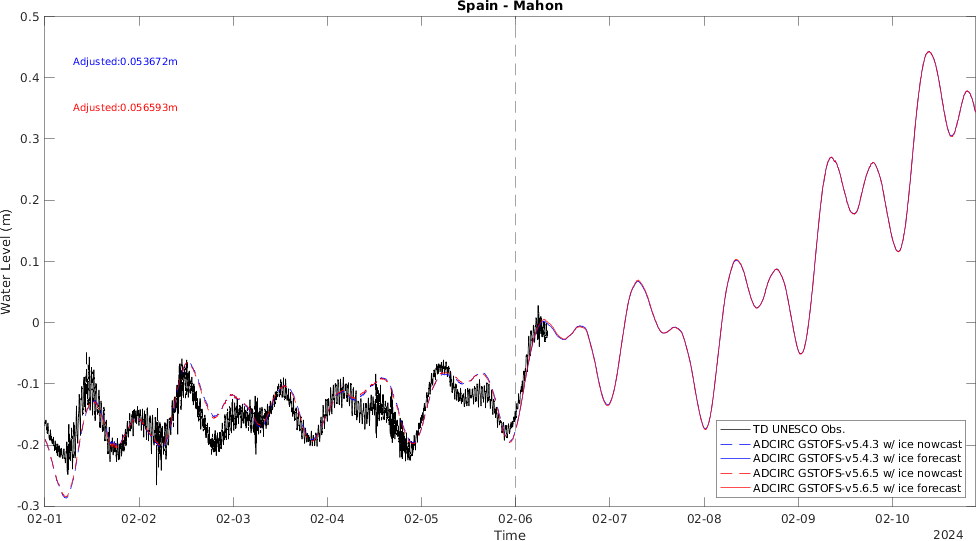 Spain - Mahon
0.5
Adjusted:0.053672m
0.4
Adjusted:0.056593m
0.3
0.2
0.1
Water Level (m)
0
-0.1
-0.2
-0.3
TD UNESCO Obs.
ADCIRC GSTOFS-v5.4.3 w/ ice nowcast
ADCIRC GSTOFS-v5.4.3 w/ ice forecast
ADCIRC GSTOFS-v5.6.5 w/ ice nowcast
ADCIRC GSTOFS-v5.6.5 w/ ice forecast
02-01 02-02 02-03 02-04 02-05 02-06 02-07 02-08 02-09 02-10
Time
2024